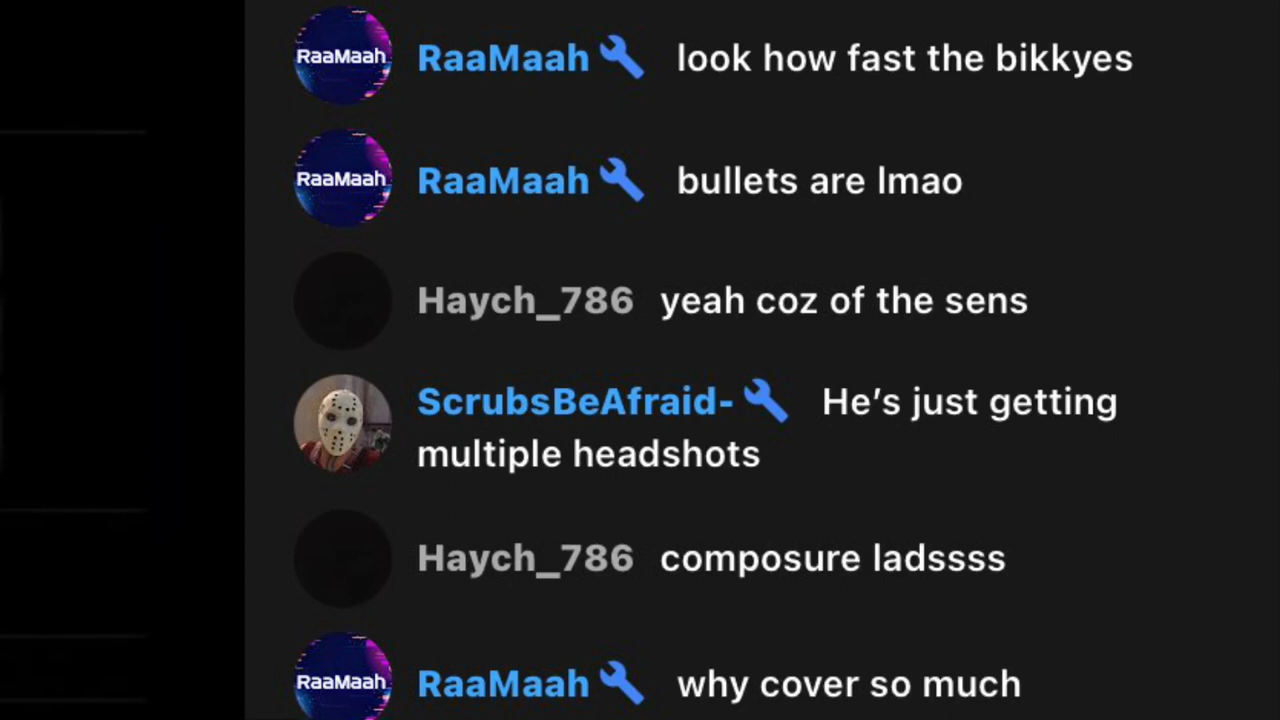 RaaMaah RaaMaah look how fast the bikkyes
RaaMaah RaaMaah bullets are lmao
Haych_786 yeah coz of the sens
ScrubsBeAfraid- He’s just getting
multiple headshots
Haych_786 composure ladssss
RaaMaah RaaMaah why cover so much